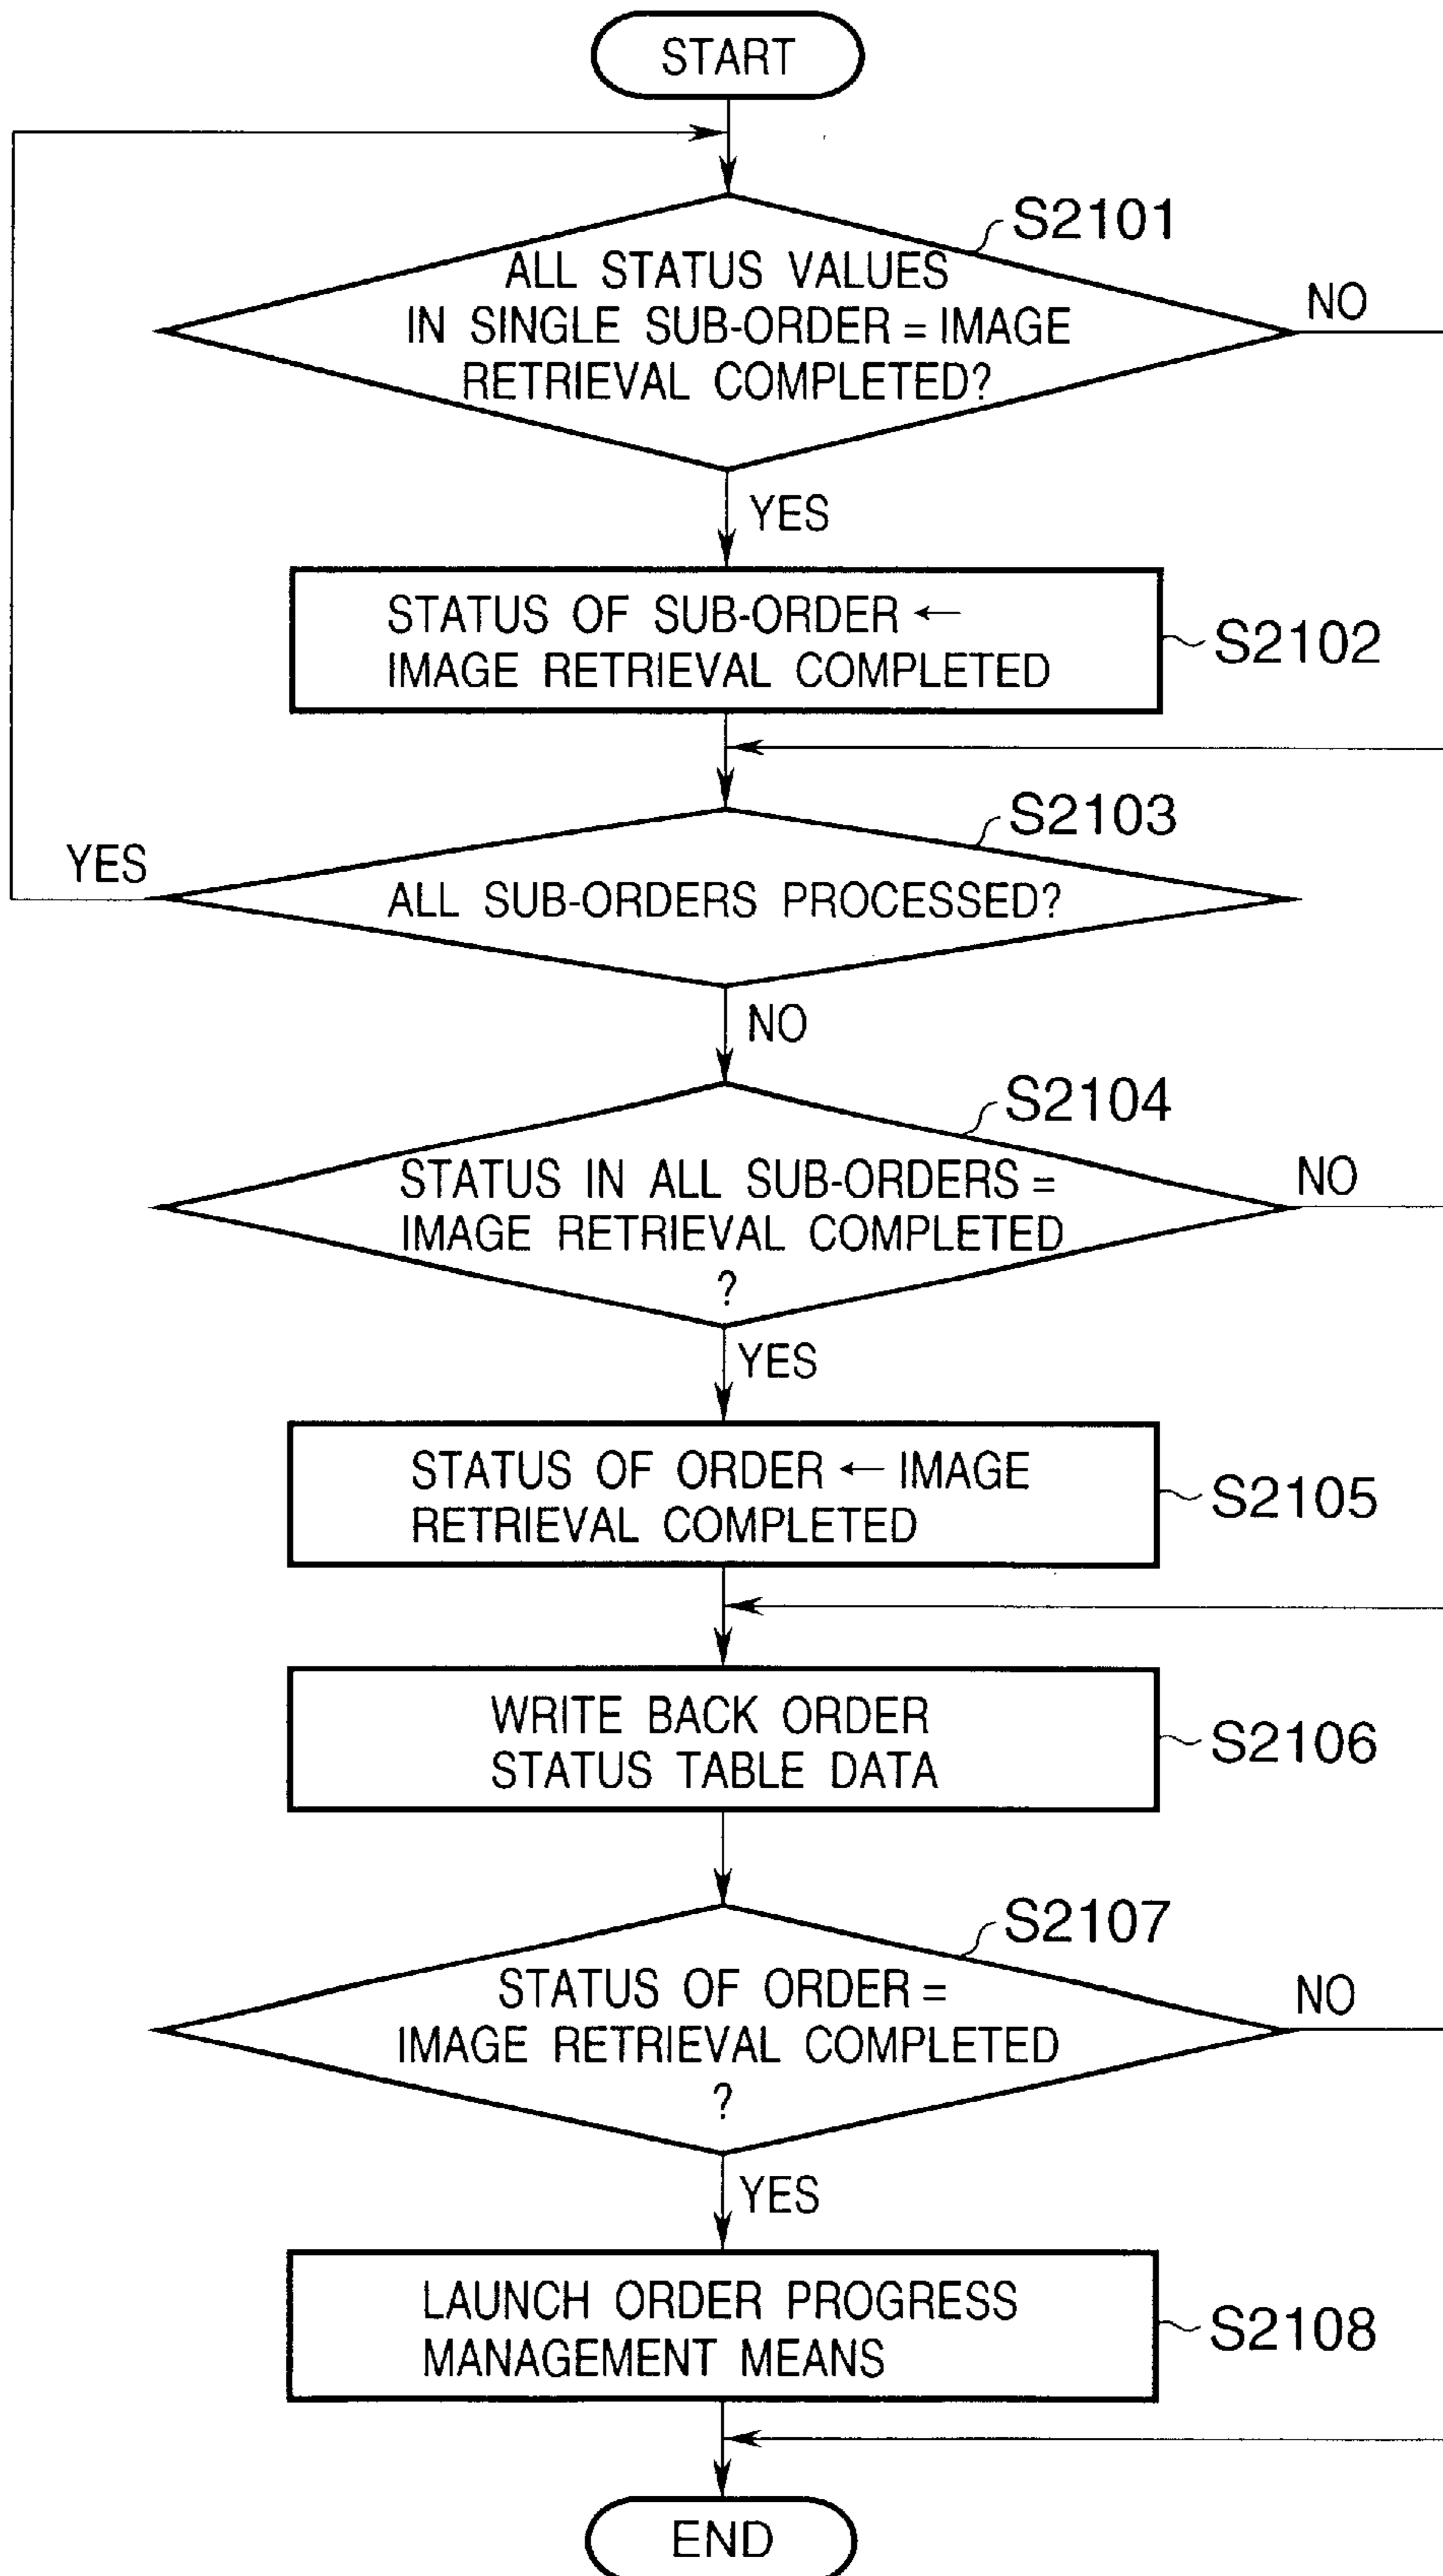 START
S2101
ALL STATUS VALUES
IN SINGLE SUB-ORDER = IMAGE
RETRIEVAL COMPLETED?
NO
YES
STATUS OF SUB-ORDER ←
IMAGE RETRIEVAL COMPLETED
S2102
S2103
YES
ALL SUB-ORDERS PROCESSED?
NO
S2104
STATUS IN ALL SUB-ORDERS =
IMAGE RETRIEVAL COMPLETED
?
NO
YES
STATUS OF ORDER ← IMAGE
RETRIEVAL COMPLETED
S2105
WRITE BACK ORDER
STATUS TABLE DATA
S2106
S2107
STATUS OF ORDER =
IMAGE RETRIEVAL COMPLETED
?
NO
YES
LAUNCH ORDER PROGRESS
MANAGEMENT MEANS
S2108
END